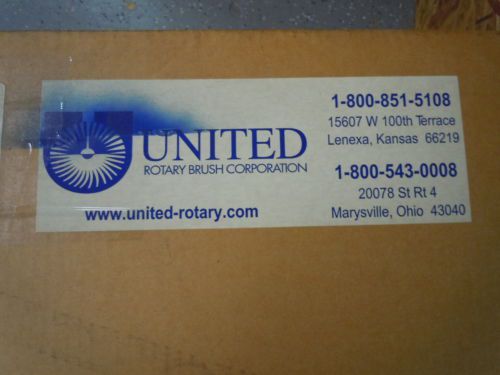 UNITED
ROTARY BRUSH CORPORATION
www.united-rotary.com
1-800-851-5108
15607 W 100th Terrace
Lenexa, Kansas 66219
1-800-543-0008
20078 St Rt 4
Marysville, Ohio 43040